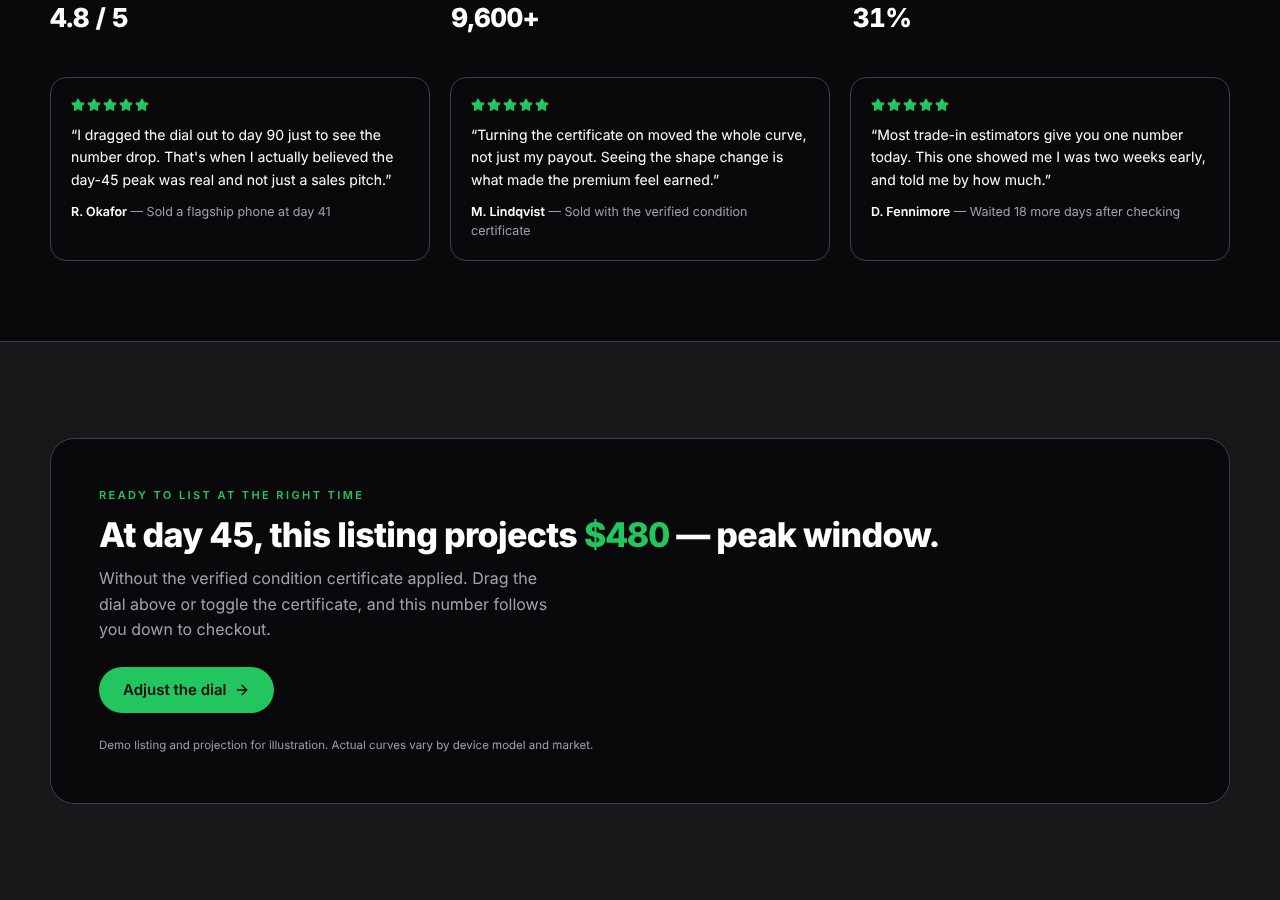 4.8 / 5
9,600+
31%
“I dragged the dial out to day 90 just to see the
number drop. That's when I actually believed the
day-45 peak was real and not just a sales pitch.”
R. Okafor — Sold a flagship phone at day 41
“Turning the certificate on moved the whole curve,
not just my payout. Seeing the shape change is
what made the premium feel earned.”
M. Lindqvist — Sold with the verified condition
certificate
“Most trade-in estimators give you one number
today. This one showed me I was two weeks early,
and told me by how much.”
D. Fennimore — Waited 18 more days after checking
READY TO LIST AT THE RIGHT TIME
At day 45, this listing projects $480 — peak window.
Without the verified condition certificate applied. Drag the
dial above or toggle the certificate, and this number follows
you down to checkout.
Adjust the dial →
Demo listing and projection for illustration. Actual curves vary by device model and market.